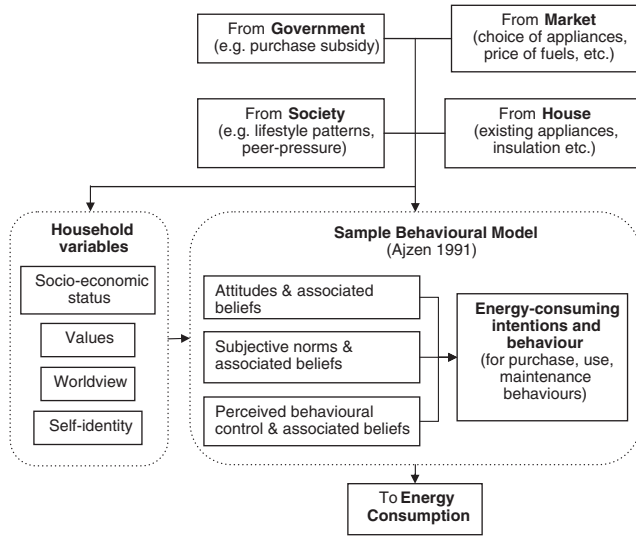 From Government
(e.g. purchase subsidy)
From Market
(choice of appliances,
price of fuels, etc.)
From Society
(e.g. lifestyle patterns,
peer-pressure)
From House
(existing appliances,
insulation etc.)
Household
variables
Socio-economic
status
Values
Worldview
Self-identity
Sample Behavioural Model
(Ajzen 1991)
Attitudes & associated
beliefs
Subjective norms &
associated beliefs
Perceived behavioural
control & associated beliefs
Energy-consuming
intentions and
behaviour
(for purchase, use,
maintenance
behaviours)
To Energy
Consumption